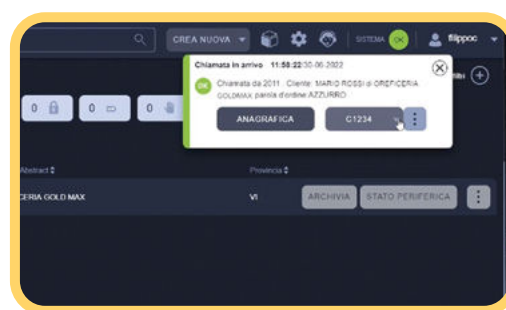 CREA NUOVA
SISTEMA OK
filippoc
Chiamata in arrivo 11:58:22 30-06-2022
OK
Chiamata da 2011 . Cliente: MARIO ROSSI di OREFICERIA
GOLDMAX, parola d'ordine AZZURRO
ANAGRAFICA
C1234
0
0
0
Abstract
Provincia
CERIA GOLD MAX
VI
ARCHIVIA
STATO PERIFERICA